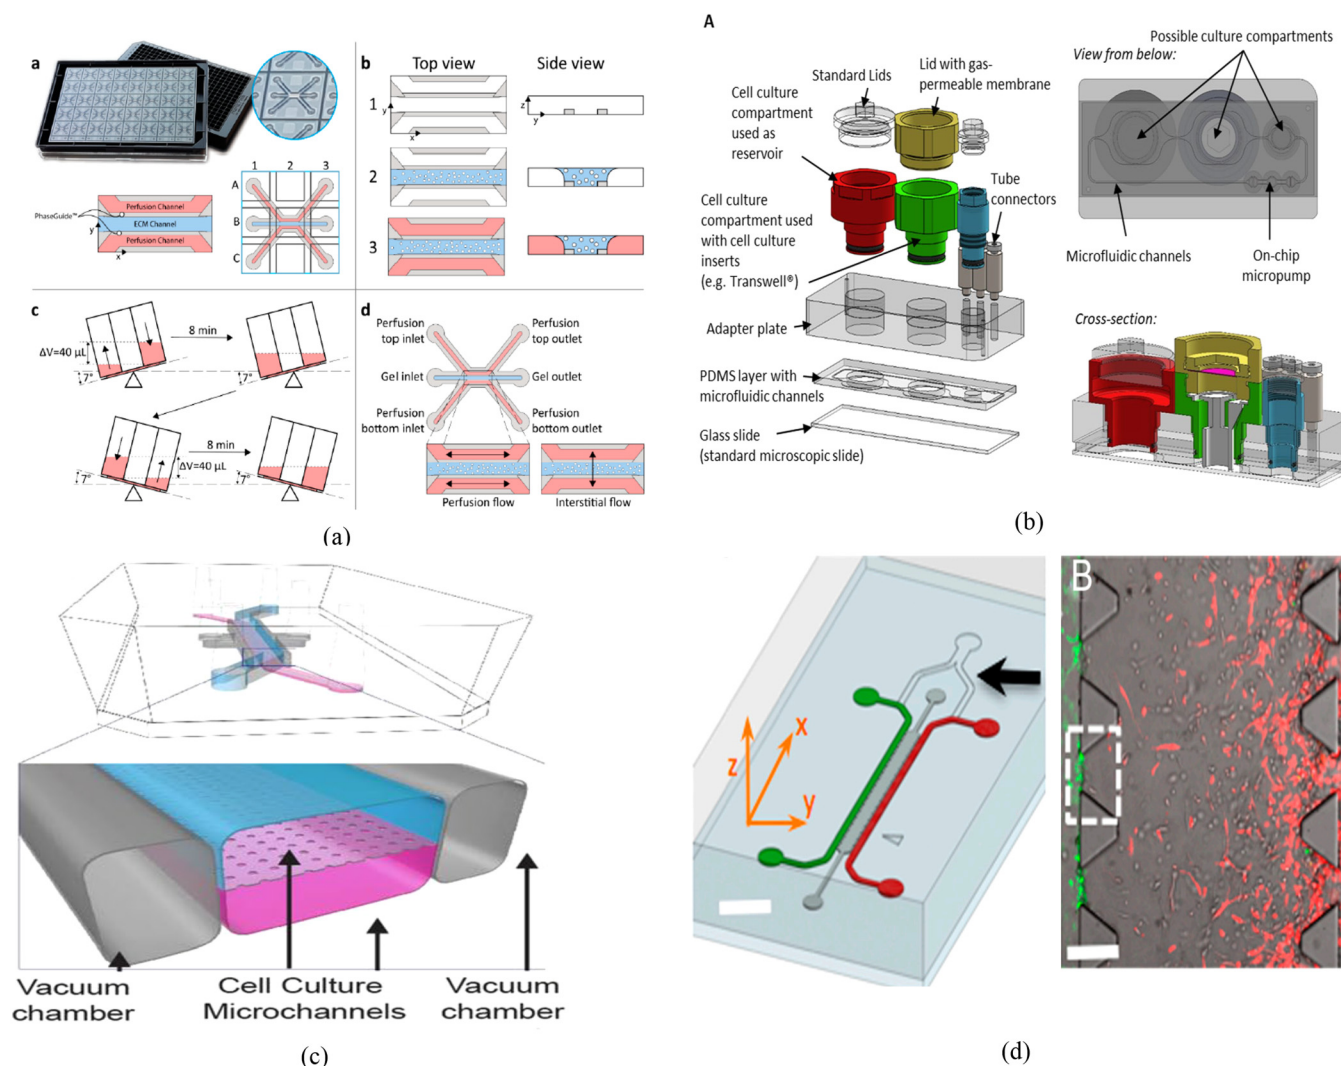 a
1 2 3
A
B
C
PhaseGuide™
Perfusion Channel
ECM Channel
Perfusion Channel
y
x
b
Top view Side view
1
y
x
z
y
2
3
c
8 min
ΔV=40 µL
7°
7°
8 min
ΔV=40 µL
7°
7°
d
Perfusion
top inlet
Perfusion
top outlet
Gel inlet
Gel outlet
Perfusion
bottom inlet
Perfusion
bottom outlet
Perfusion flow
Interstitial flow
(a)
A
Standard Lids
Lid with gas-
permeable membrane
Cell culture
compartment
used as
reservoir
Cell culture
compartment used
with cell culture
inserts
(e.g. Transwell®)
Tube
connectors
Adapter plate
PDMS layer with
microfluidic channels
Glass slide
(standard microscopic slide)
Possible culture compartments
View from below:
Microfluidic channels
On-chip
micropump
Cross-section:
(b)
Vacuum
chamber
Cell Culture
Microchannels
Vacuum
chamber
(c)
z
x
y
B
(d)